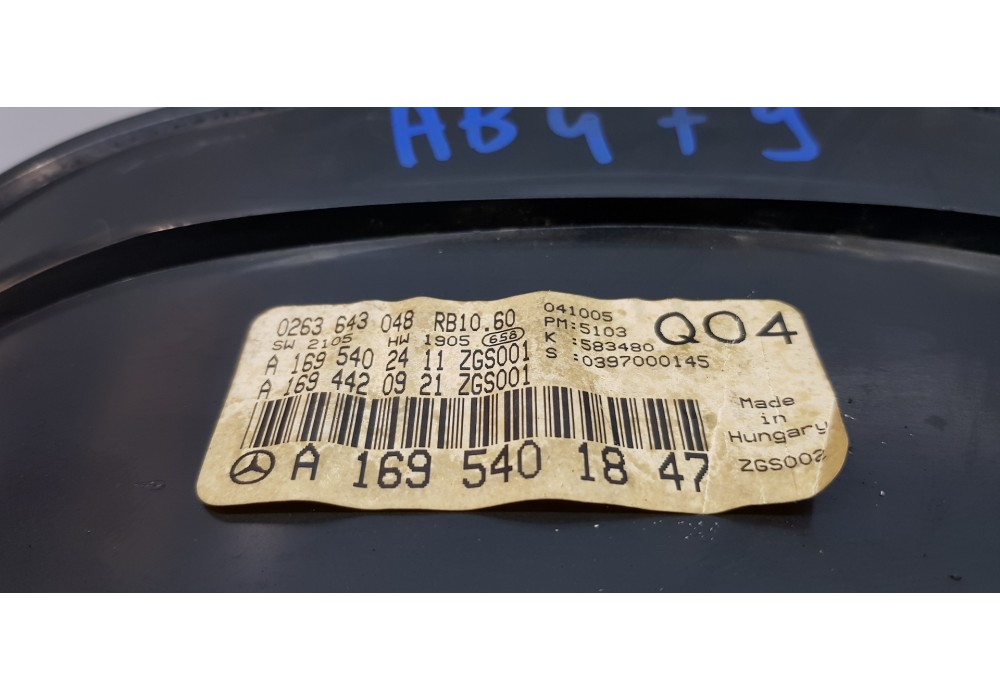 AB4+9
0263 643 048 RB10.60
SW 2105 HW 1905 658
A 169 540 24 11 ZGS001
A 169 442 09 21 ZGS001
A 169 540 18 47
041005
PM:5103
K :583480
S :0397000145
Q04
Made
in
Hungary
ZGS002